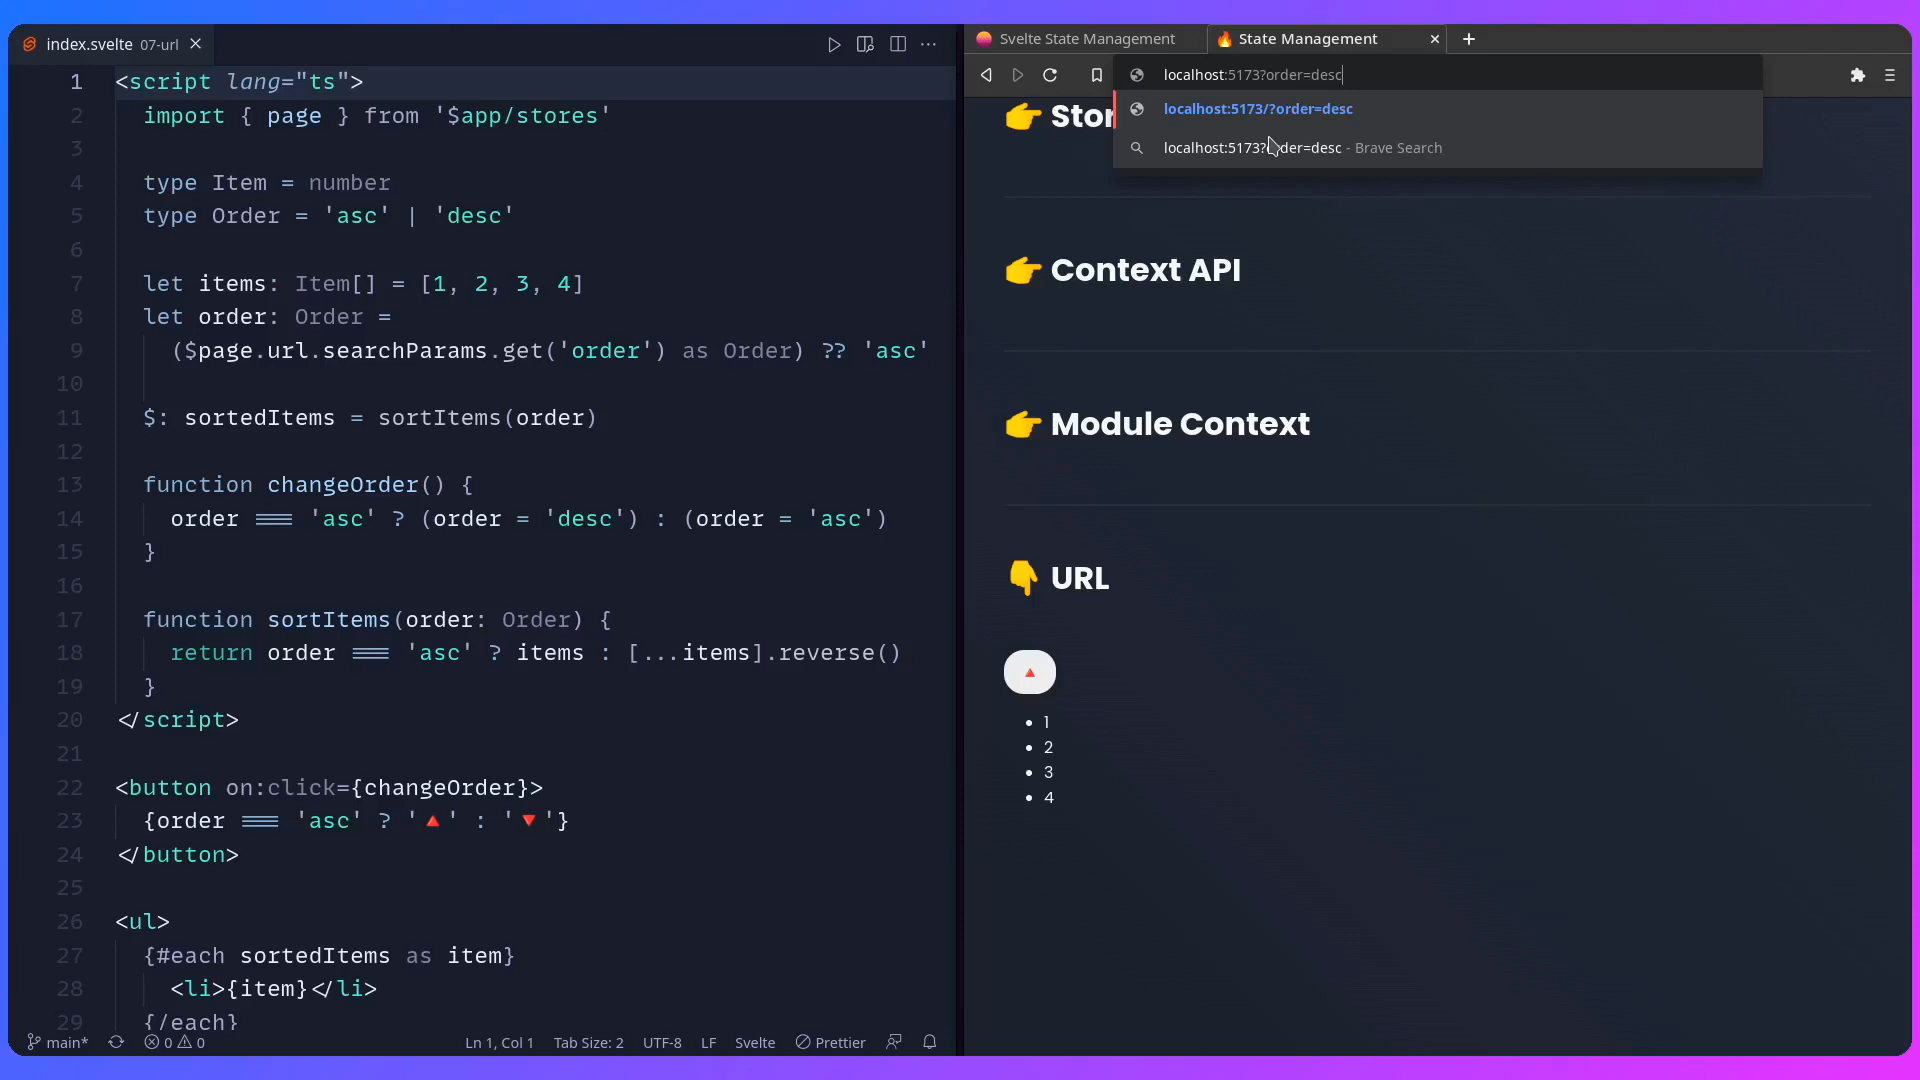 index.svelte 07-url
1 <script lang="ts">
2 import { page } from '$app/stores'
3
4 type Item = number
5 type Order = 'asc' | 'desc'
6
7 let items: Item[] = [1, 2, 3, 4]
8 let order: Order =
9 ($page.url.searchParams.get('order') as Order) ?? 'asc'
10
11 $: sortedItems = sortItems(order)
12
13 function changeOrder() {
14 order === 'asc' ? (order = 'desc') : (order = 'asc')
15 }
16
17 function sortItems(order: Order) {
18 return order === 'asc' ? items : [...items].reverse()
19 }
20 </script>
21
22 <button on:click={changeOrder}>
23 {order === 'asc' ? '🔺' : '🔻'}
24 </button>
25
26 <ul>
27 {#each sortedItems as item}
28 <li>{item}</li>
29 {/each}
main* 0 0 Ln 1, Col 1 Tab Size: 2 UTF-8 LF Svelte Prettier
Svelte State Management
State Management
localhost:5173?order=desc
localhost:5173/?order=desc
localhost:5173?order=desc - Brave Search
👉 Stor
👉 Context API
👉 Module Context
👇 URL
🔺
• 1
• 2
• 3
• 4